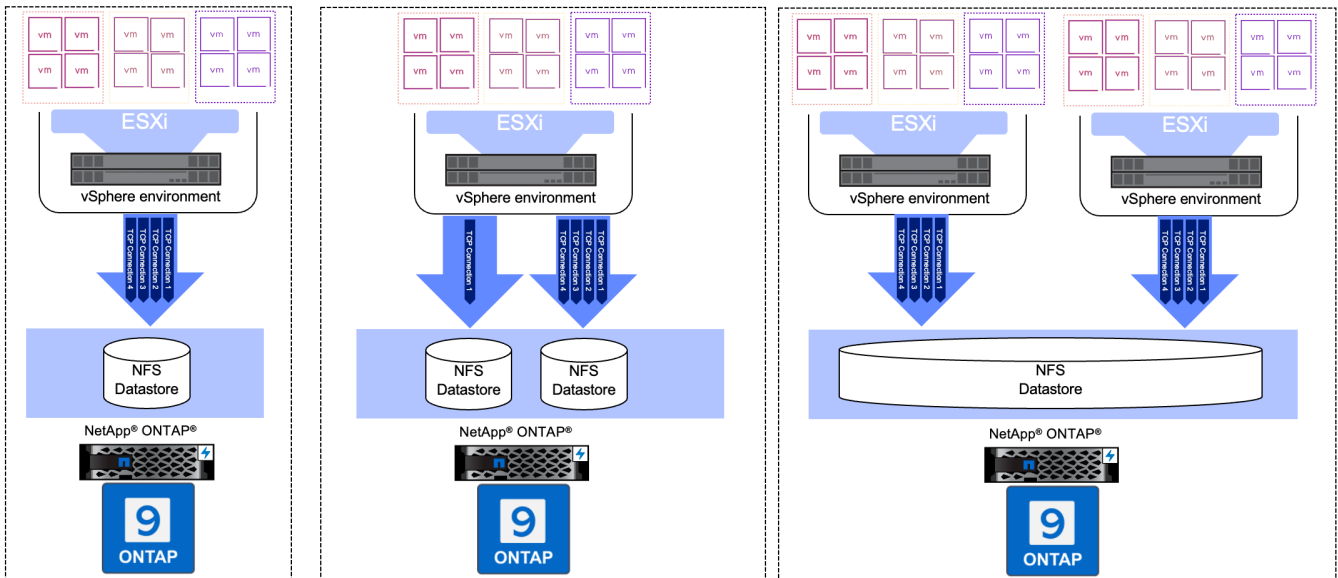 vm vm vm vm vm vm
vm vm vm vm vm vm
ESXi
vSphere environment
TCP Connection 4
TCP Connection 3
TCP Connection 2
TCP Connection 1
NFS
Datastore
NetApp® ONTAP®
9
ONTAP
vm vm vm vm vm vm
vm vm vm vm vm vm
ESXi
vSphere environment
TCP Connection 1
TCP Connection 4
TCP Connection 3
TCP Connection 2
TCP Connection 1
NFS
Datastore
NFS
Datastore
NetApp® ONTAP®
9
ONTAP
vm vm vm vm vm vm
vm vm vm vm vm vm
ESXi
vSphere environment
TCP Connection 4
TCP Connection 3
TCP Connection 2
TCP Connection 1
vm vm vm vm vm vm
vm vm vm vm vm vm
ESXi
vSphere environment
TCP Connection 4
TCP Connection 3
TCP Connection 2
TCP Connection 1
NFS
Datastore
NetApp® ONTAP®
9
ONTAP